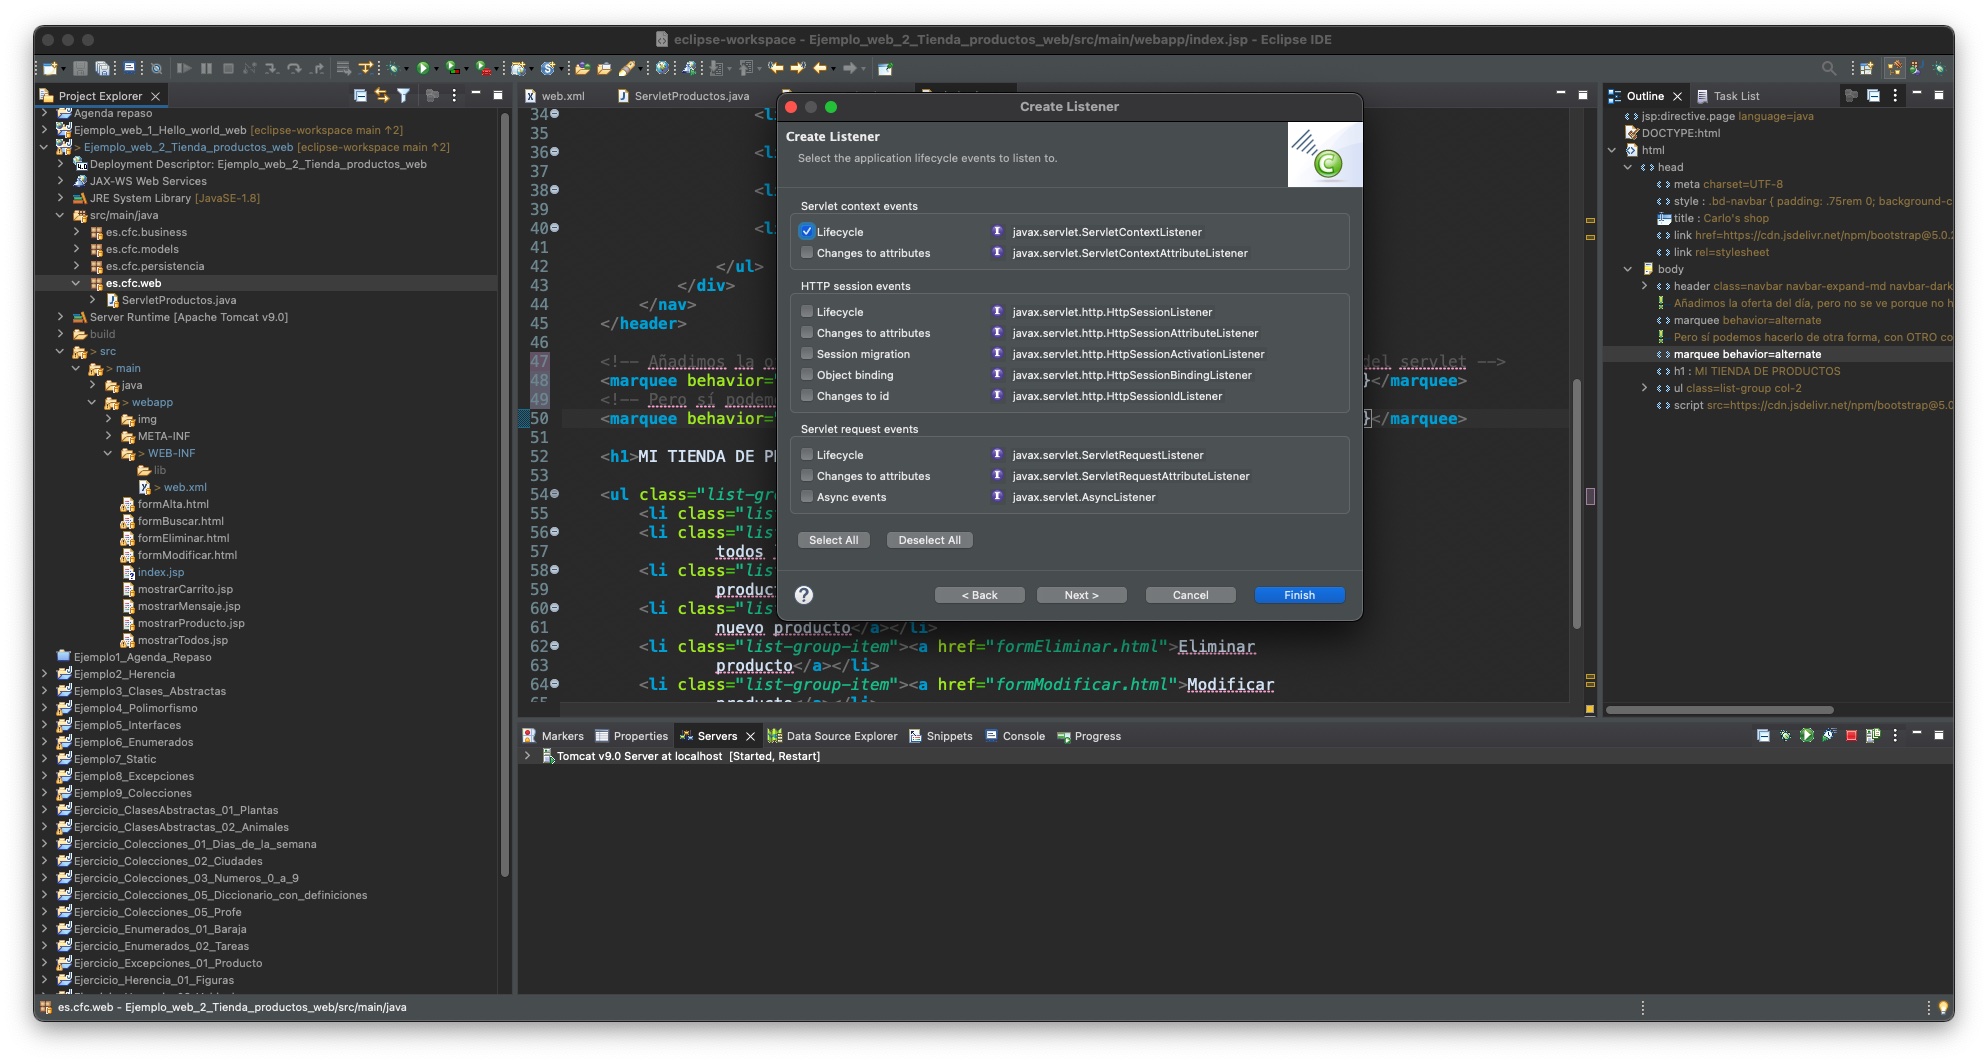 eclipse-workspace - Ejemplo_web_2_Tienda_productos_web/src/main/webapp/index.jsp - Eclipse IDE
Project Explorer
Agenda repaso
Ejemplo_web_1_Hello_world_web [eclipse-workspace main ↑2]
> Ejemplo_web_2_Tienda_productos_web [eclipse-workspace main ↑2]
Deployment Descriptor: Ejemplo_web_2_Tienda_productos_web
JAX-WS Web Services
JRE System Library [JavaSE-1.8]
src/main/java
es.cfc.business
es.cfc.models
es.cfc.persistencia
es.cfc.web
ServletProductos.java
Server Runtime [Apache Tomcat v9.0]
build
> src
> main
java
> webapp
img
META-INF
> WEB-INF
lib
> web.xml
formAlta.html
formBuscar.html
formEliminar.html
formModificar.html
index.jsp
mostrarCarrito.jsp
mostrarMensaje.jsp
mostrarProducto.jsp
mostrarTodos.jsp
Ejemplo1_Agenda_Repaso
Ejemplo2_Herencia
Ejemplo3_Clases_Abstractas
Ejemplo4_Polimorfismo
Ejemplo5_Interfaces
Ejemplo6_Enumerados
Ejemplo7_Static
Ejemplo8_Excepciones
Ejemplo9_Colecciones
Ejercicio_ClasesAbstractas_01_Plantas
Ejercicio_ClasesAbstractas_02_Animales
Ejercicio_Colecciones_01_Dias_de_la_semana
Ejercicio_Colecciones_02_Ciudades
Ejercicio_Colecciones_03_Numeros_0_a_9
Ejercicio_Colecciones_05_Diccionario_con_definiciones
Ejercicio_Colecciones_05_Profe
Ejercicio_Enumerados_01_Baraja
Ejercicio_Enumerados_02_Tareas
Ejercicio_Excepciones_01_Producto
Ejercicio_Herencia_01_Figuras
web.xml
ServletProductos.java
34 <li
35
36 <li
37
38 <li
39
40 <li
41
42 </ul>
43 </div>
44 </nav>
45 </header>
46
47 <!-- Añadimos la o del servlet -->
48 <marquee behavior=" }</marquee>
49 <!-- Pero sí podem
50 <marquee behavior=" }</marquee>
51
52 <h1>MI TIENDA DE P
53
54 <ul class="list-gr
55 <li class="lis
56 <li class="lis
57 todos
58 <li class="lis
59 produc
60 <li class="lis
61 nuevo producto</a></li>
62 <li class="list-group-item"><a href="formEliminar.html">Eliminar
63 producto</a></li>
64 <li class="list-group-item"><a href="formModificar.html">Modificar
65 producto</a></li>
Create Listener
Create Listener
Select the application lifecycle events to listen to.
Servlet context events
Lifecycle javax.servlet.ServletContextListener
Changes to attributes javax.servlet.ServletContextAttributeListener
HTTP session events
Lifecycle javax.servlet.http.HttpSessionListener
Changes to attributes javax.servlet.http.HttpSessionAttributeListener
Session migration javax.servlet.http.HttpSessionActivationListener
Object binding javax.servlet.http.HttpSessionBindingListener
Changes to id javax.servlet.http.HttpSessionIdListener
Servlet request events
Lifecycle javax.servlet.ServletRequestListener
Changes to attributes javax.servlet.ServletRequestAttributeListener
Async events javax.servlet.AsyncListener
Select All Deselect All
? < Back Next > Cancel Finish
Outline Task List
jsp:directive.page language=java
DOCTYPE:html
html
head
meta charset=UTF-8
style : .bd-navbar { padding: .75rem 0; background-c
title : Carlo's shop
link href=https://cdn.jsdelivr.net/npm/bootstrap@5.0.2
link rel=stylesheet
body
header class=navbar navbar-expand-md navbar-dark
Añadimos la oferta del día, pero no se ve porque no h
marquee behavior=alternate
Pero sí podemos hacerlo de otra forma, con OTRO co
marquee behavior=alternate
h1 : MI TIENDA DE PRODUCTOS
ul class=list-group col-2
script src=https://cdn.jsdelivr.net/npm/bootstrap@5.0
Markers Properties Servers Data Source Explorer Snippets Console Progress
Tomcat v9.0 Server at localhost [Started, Restart]
es.cfc.web - Ejemplo_web_2_Tienda_productos_web/src/main/java